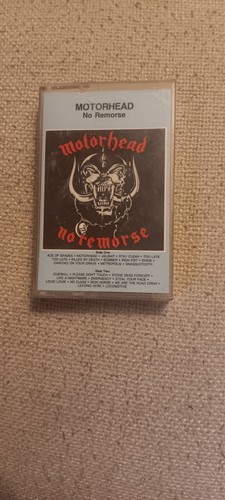 MOTORHEAD
No Remorse
Motorhead
no remörse
Side One
ACE OF SPADES • MOTORHEAD • JAILBAIT • STAY CLEAN • TOO LATE
TOO LATE • KILLED BY DEATH • BOMBER • IRON FIST • SHINE •
DANCING ON YOUR GRAVE • METROPOLIS • SNAGGLETOOTH
Side Two
OVERKILL • PLEASE DON'T TOUCH • STONE DEAD FOREVER •
LIKE A NIGHTMARE • EMERGENCY • STEAL YOUR FACE •
LOUIE LOUIE • NO CLASS • IRON HORSE • WE ARE THE ROAD CREW •
LEAVING HERE • LOCOMOTIVE